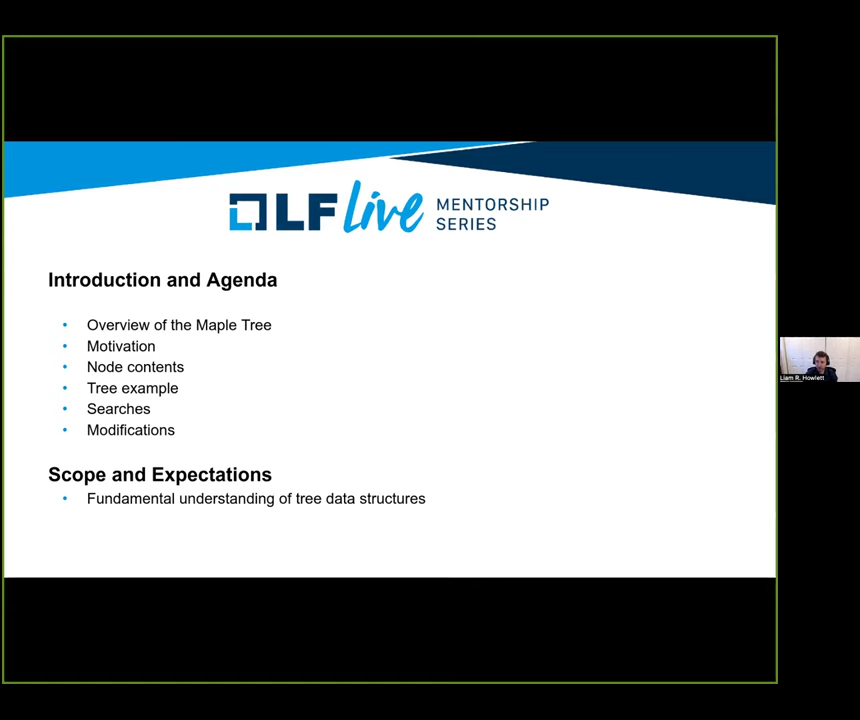 LF live MENTORSHIP
SERIES
Introduction and Agenda
• Overview of the Maple Tree
• Motivation
• Node contents
• Tree example
• Searches
• Modifications
Scope and Expectations
• Fundamental understanding of tree data structures
Liam R. Howlett